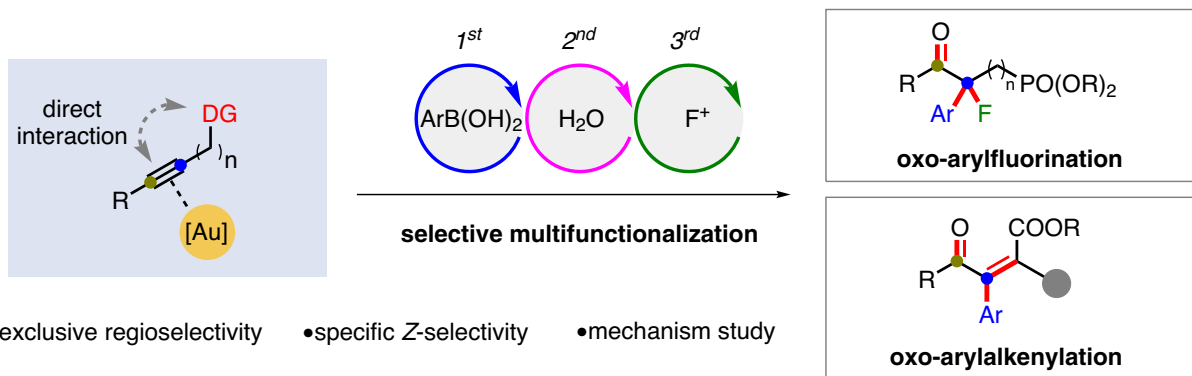 direct
interaction
DG
( )n
R
[Au]
1st
2nd
3rd
ArB(OH)2
H2O
F+
selective multifunctionalization
O
R
( )n
PO(OR)2
Ar
F
oxo-arylfluorination
O
COOR
R
Ar
oxo-arylalkenylation
exclusive regioselectivity
•specific Z-selectivity
•mechanism study